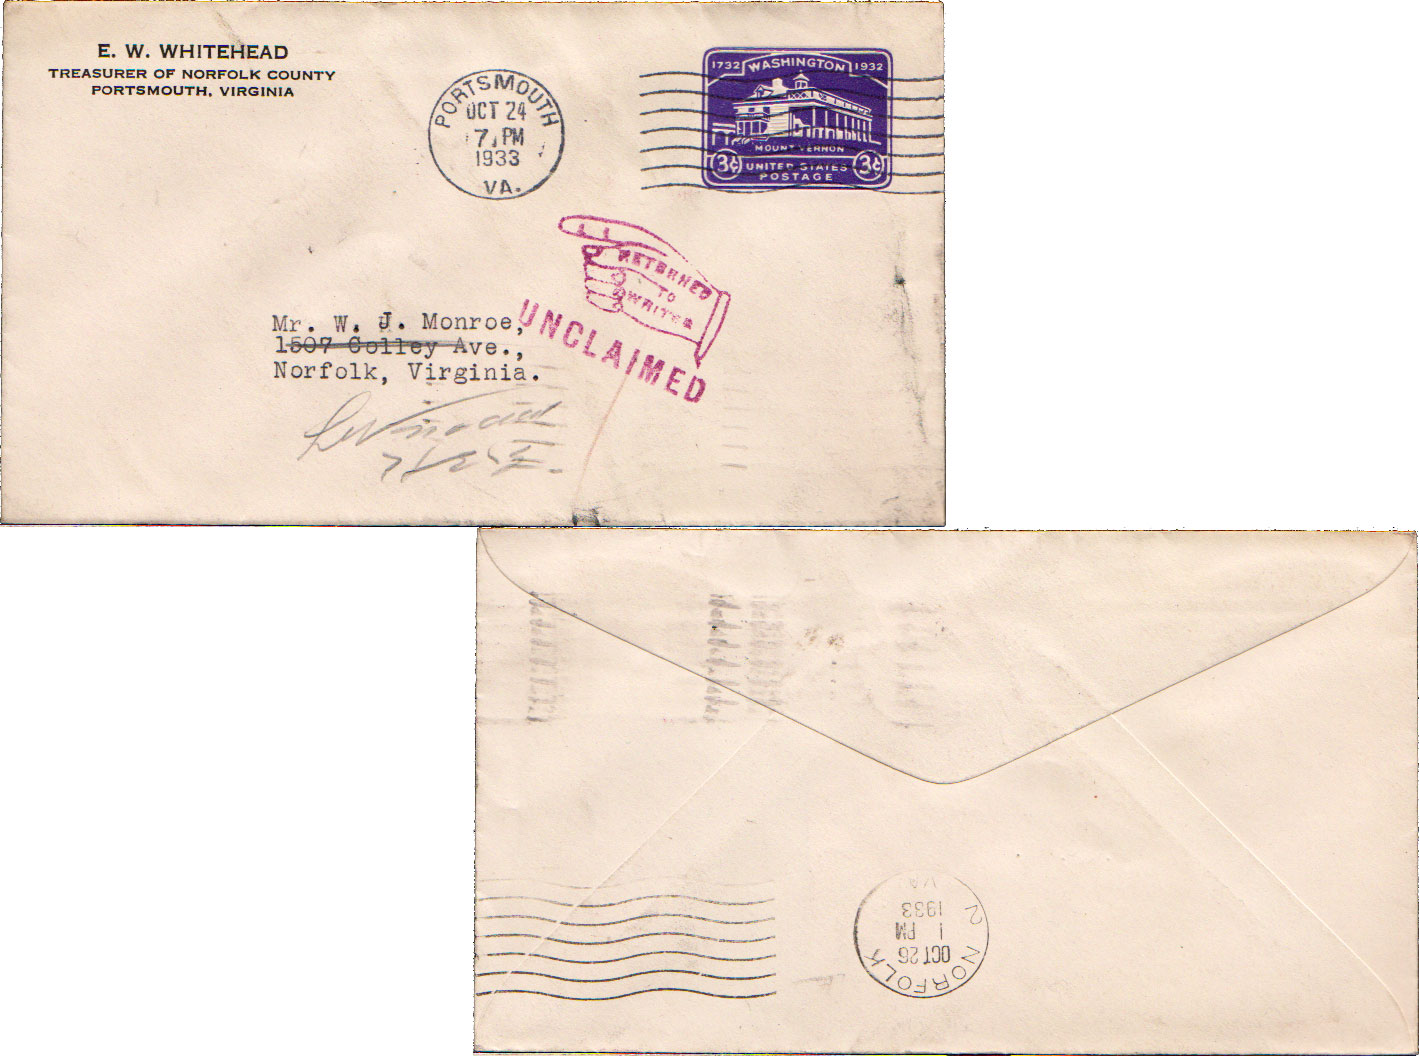 E. W. WHITEHEAD
TREASURER OF NORFOLK COUNTY
PORTSMOUTH, VIRGINIA
PORTSMOUTH
OCT 24
7 PM
1933
VA.
1732 WASHINGTON 1932
MOUNT VERNON
3¢ UNITED STATES 3¢
POSTAGE
RETURNED
TO
WRITER
UNCLAIMED
Mr. W. J. Monroe,
1507 Colley Ave.,
Norfolk, Virginia.
NORFOLK 2
OCT 26
1 PM
1933
VA